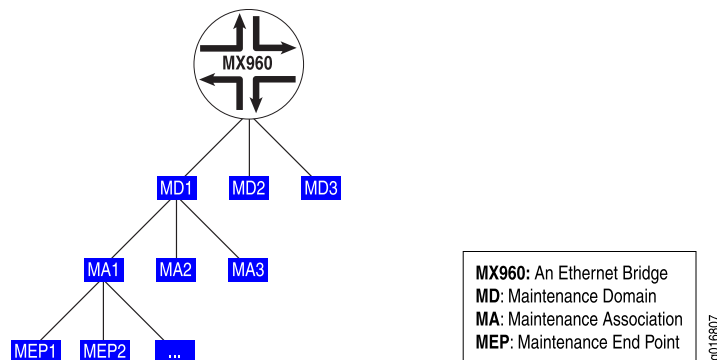 MX960
MD1 MD2 MD3
MA1 MA2 MA3
MEP1 MEP2 ...
MX960: An Ethernet Bridge
MD: Maintenance Domain
MA: Maintenance Association
MEP: Maintenance End Point